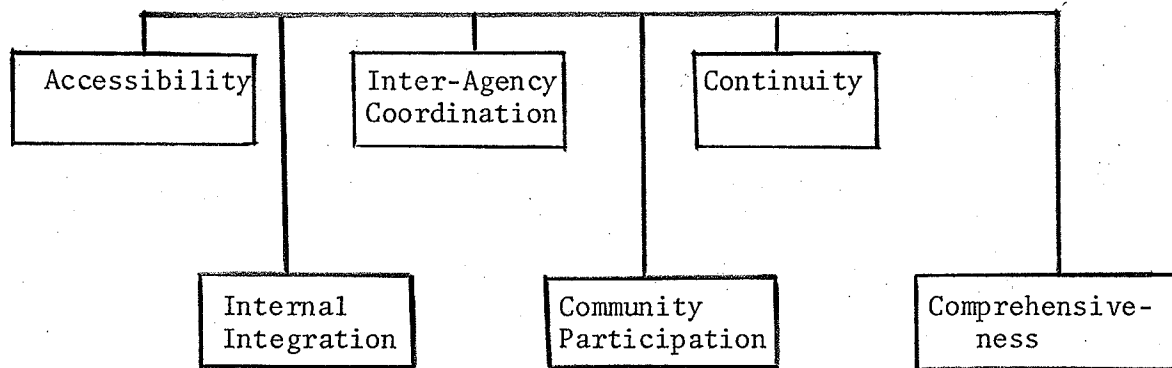 Accessibility
Inter-Agency
Coordination
Continuity
Internal
Integration
Community
Participation
Comprehensive-
ness